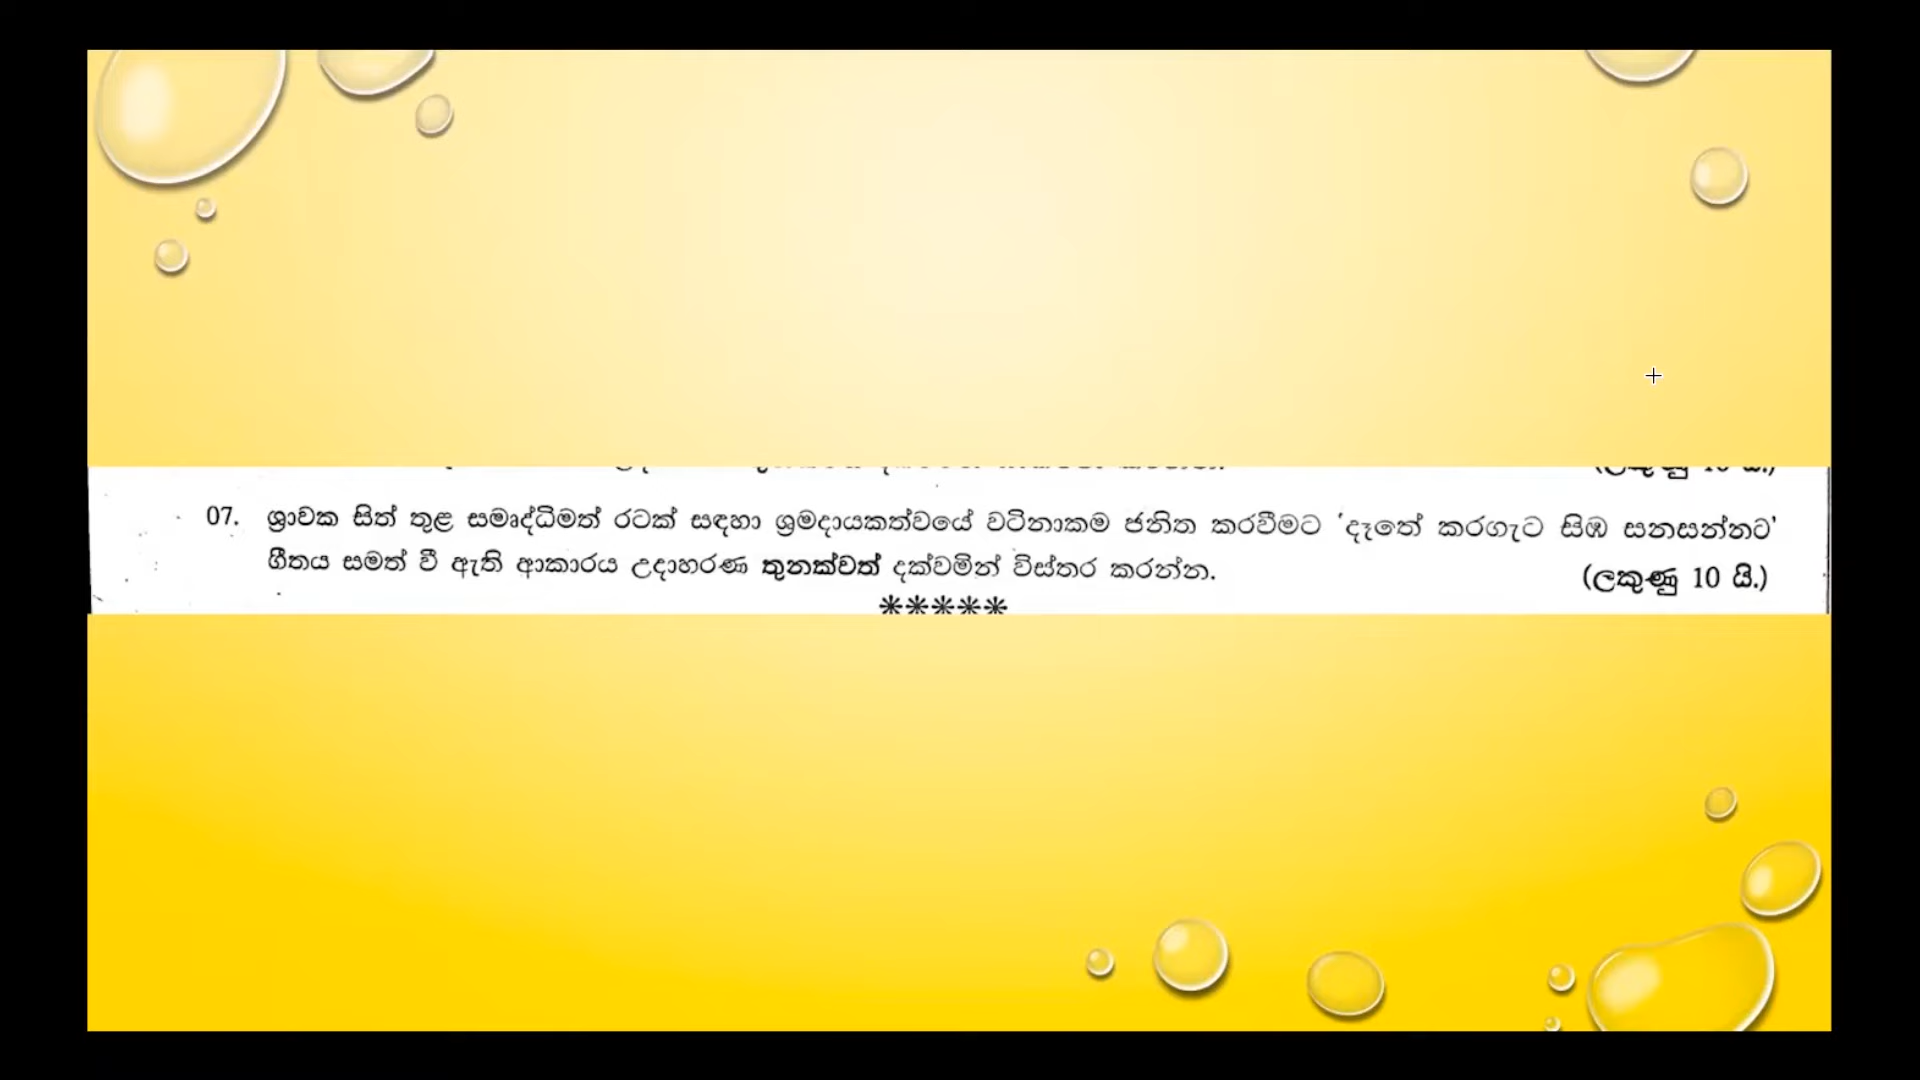 07. ශ්‍රාවක සිත් තුළ සමෘද්ධිමත් රටක් සඳහා ශ්‍රමදායකත්වයේ වටිනාකම ජනිත කරවීමට 'දෑතේ කරගැට සිඹ සනසන්නට'
ගීතය සමත් වී ඇති ආකාරය උදාහරණ තුනක්වත් දක්වමින් විස්තර කරන්න. (ලකුණු 10 යි.)
*****